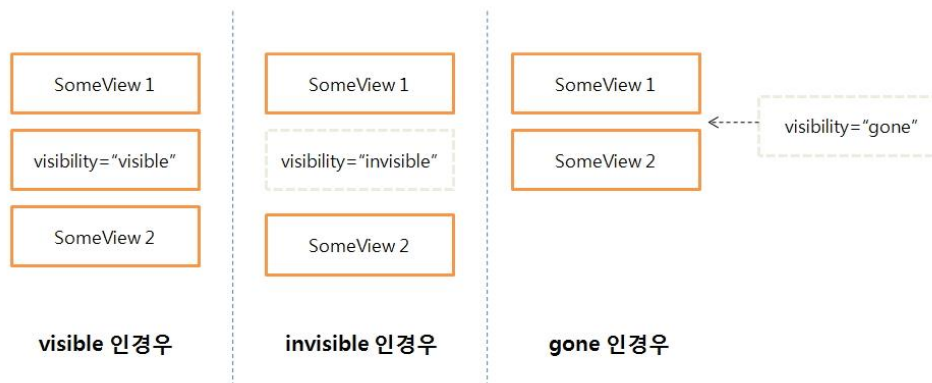 SomeView 1
visibility=“visible”
SomeView 2
visible 인경우
SomeView 1
visibility=“invisible”
SomeView 2
invisible 인경우
SomeView 1
SomeView 2
visibility=“gone”
gone 인경우